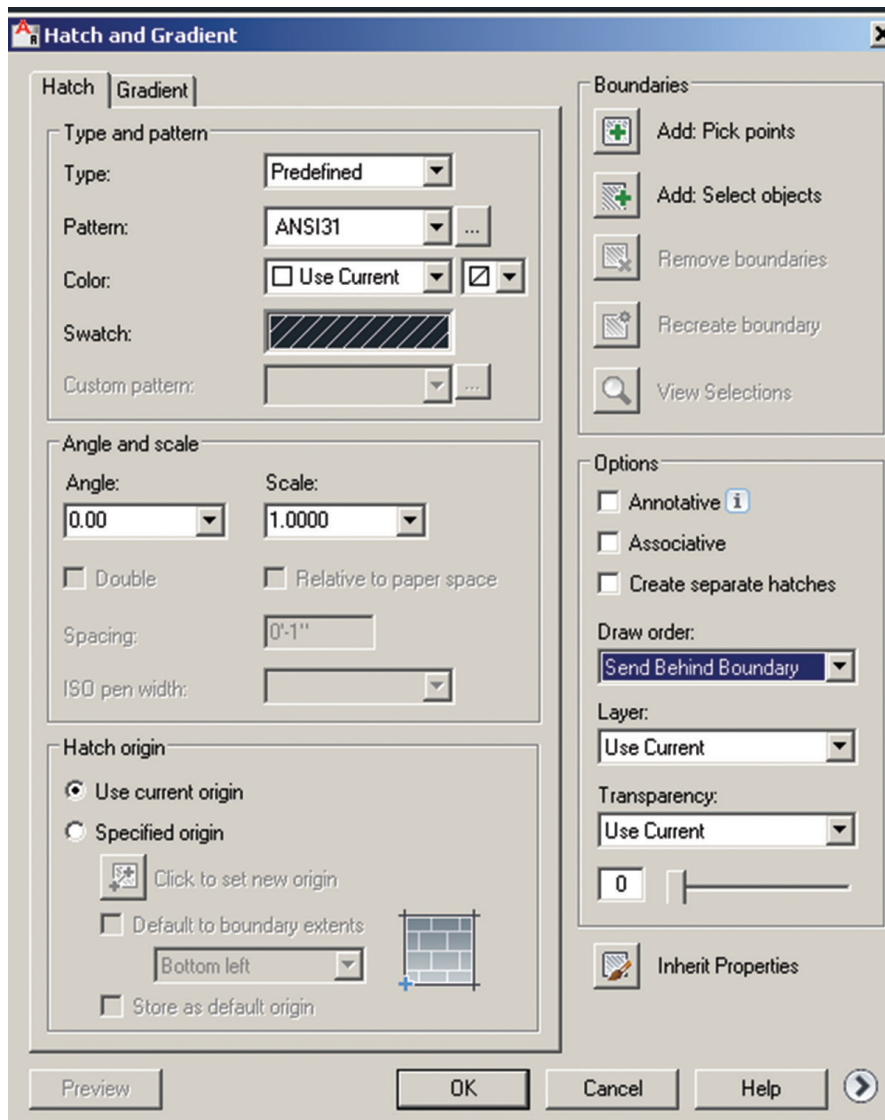 Hatch and Gradient
Hatch
Gradient
Type and pattern
Type:
Predefined
Pattern:
ANSI31
...
Color:
Use Current
Swatch:
Custom pattern:
...
Angle and scale
Angle:
Scale:
0.00
1.0000
Double
Relative to paper space
Spacing:
0'-1"
ISO pen width:
Hatch origin
Use current origin
Specified origin
Click to set new origin
Default to boundary extents
Bottom left
Store as default origin
Boundaries
Add: Pick points
Add: Select objects
Remove boundaries
Recreate boundary
View Selections
Options
Annotative
Associative
Create separate hatches
Draw order:
Send Behind Boundary
Layer:
Use Current
Transparency:
Use Current
0
Inherit Properties
Preview
OK
Cancel
Help